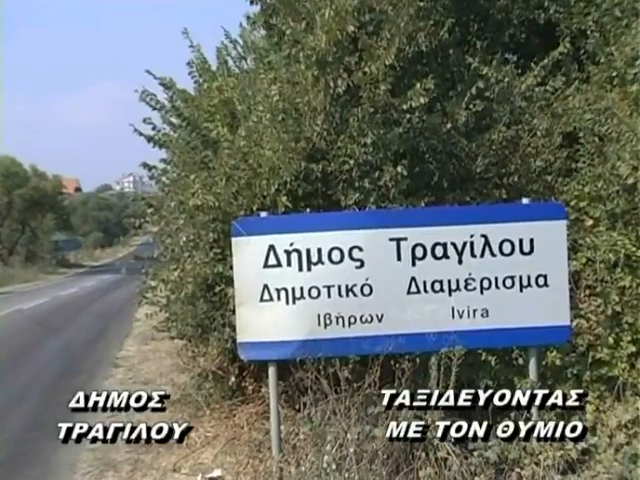 Δήμος Τραγίλου
Δημοτικό Διαμέρισμα
Ιβήρων Ivira
ΔΗΜΟΣ
ΤΡΑΓΙΛΟΥ
ΤΑΞΙΔΕΥΟΝΤΑΣ
ΜΕ ΤΟΝ ΘΥΜΙΟ